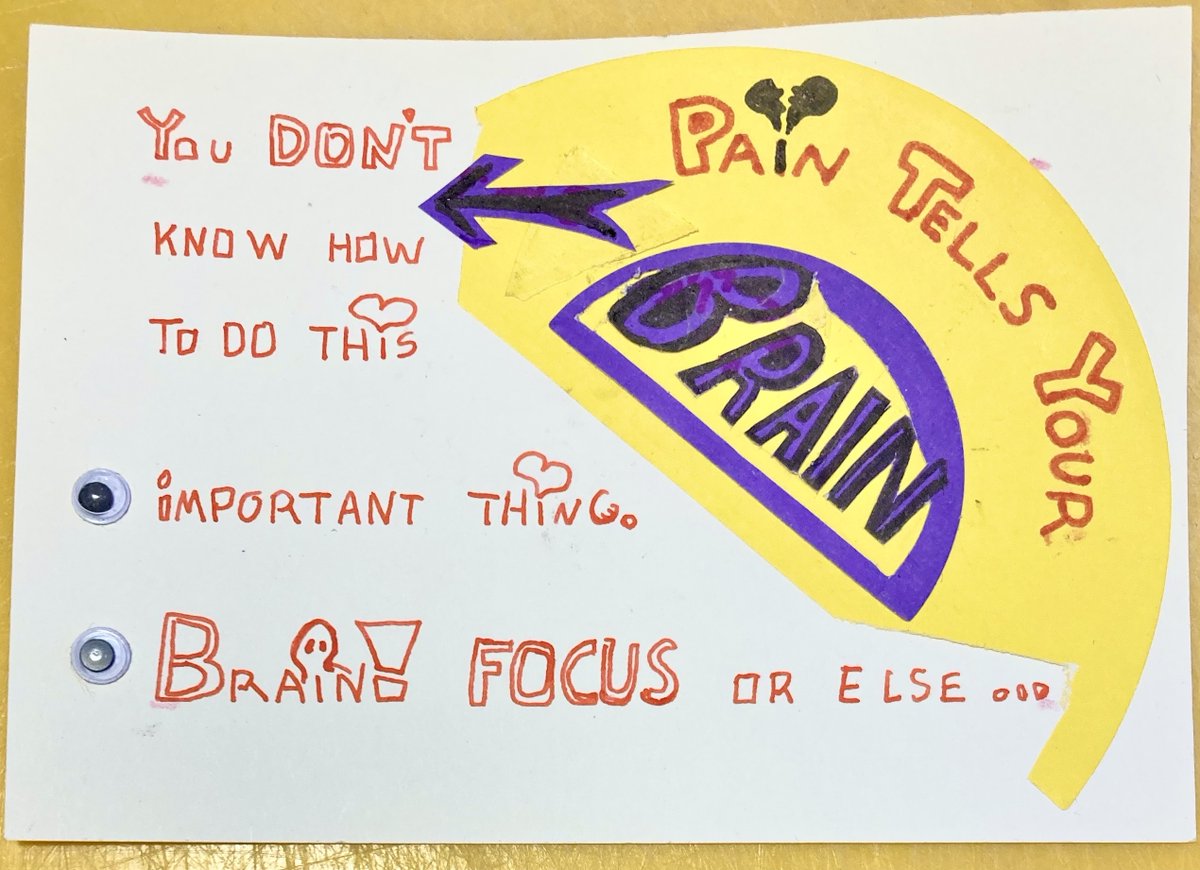 PAIN TELLS YOUR
BRAIN
YOU DON'T
KNOW HOW
TO DO THIS
IMPORTANT THING.
BRAIN! FOCUS OR ELSE ...